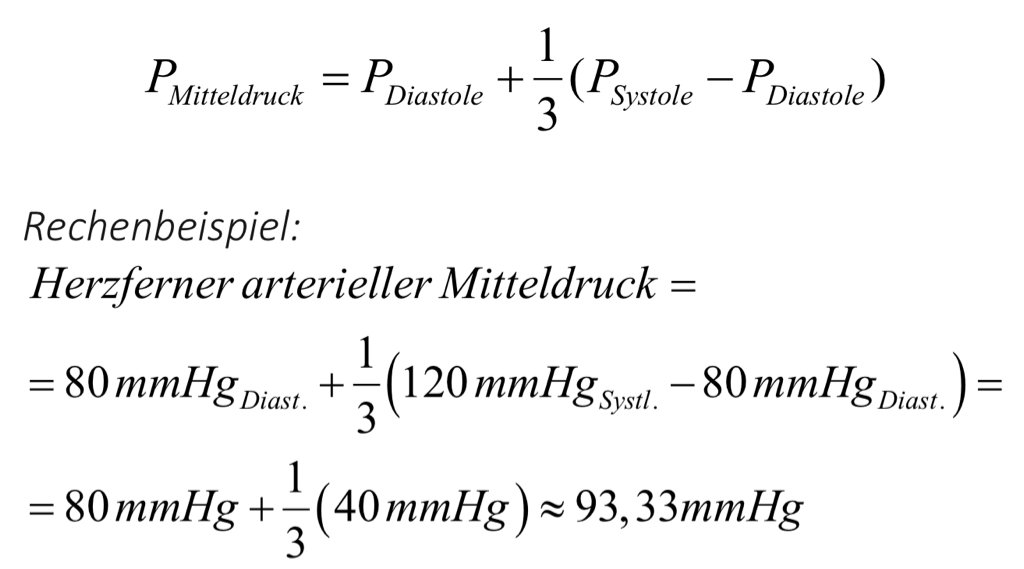 P_Mitteldruck = P_Diastole + 1/3 (P_Systole − P_Diastole)
Rechenbeispiel:
Herzferner arterieller Mitteldruck =
= 80 mmHg_Diast. + 1/3 (120 mmHg_Systl. − 80 mmHg_Diast.) =
= 80 mmHg + 1/3 (40 mmHg) ≈ 93,33mmHg